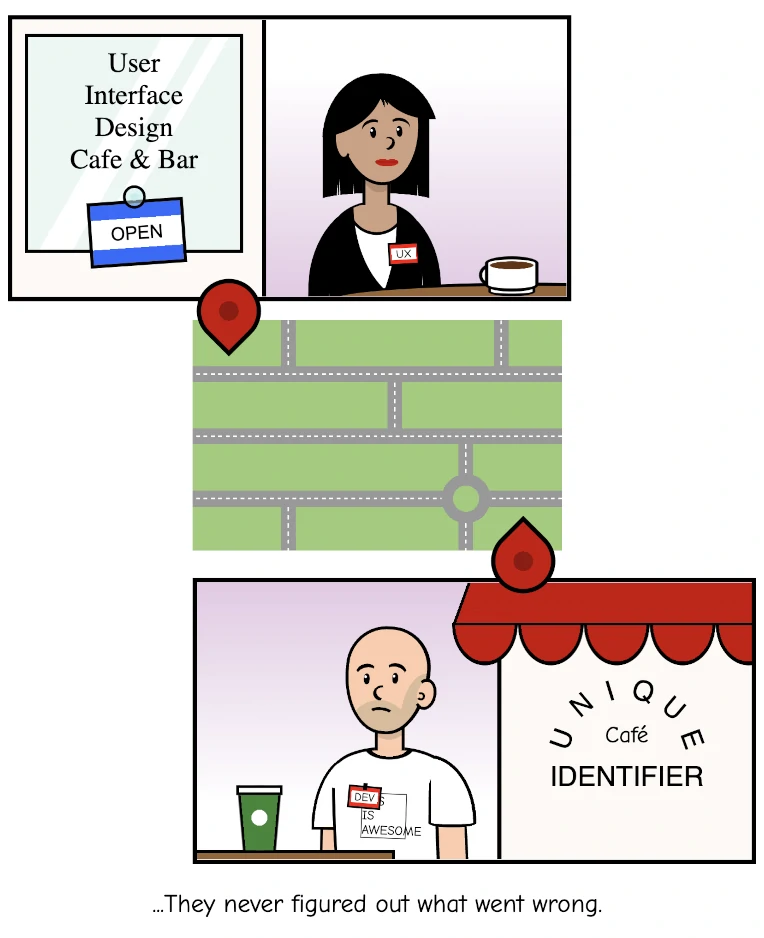 User
Interface
Design
Cafe & Bar
OPEN
UX
UNIQUE
Café
IDENTIFIER
DEV
S
IS
AWESOME
...They never figured out what went wrong.